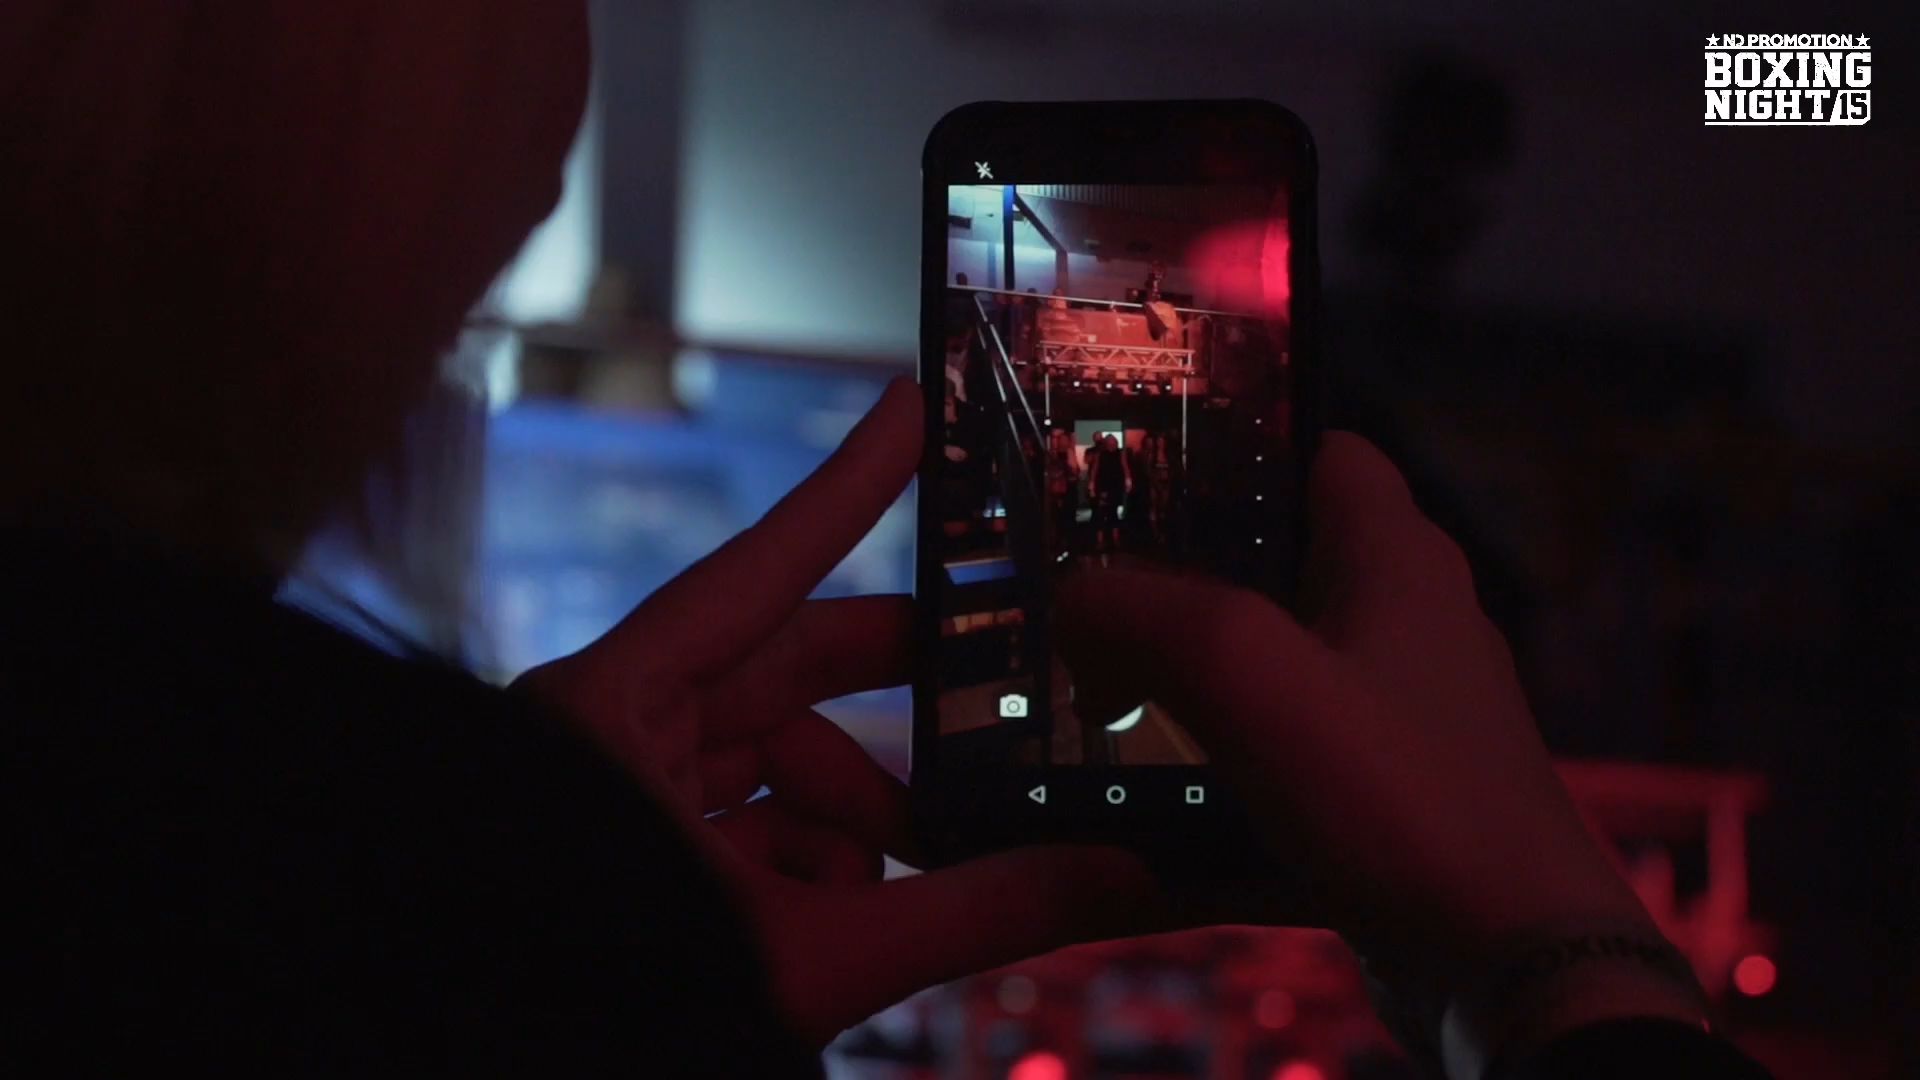 ★ ND PROMOTION ★
BOXING
NIGHT/15